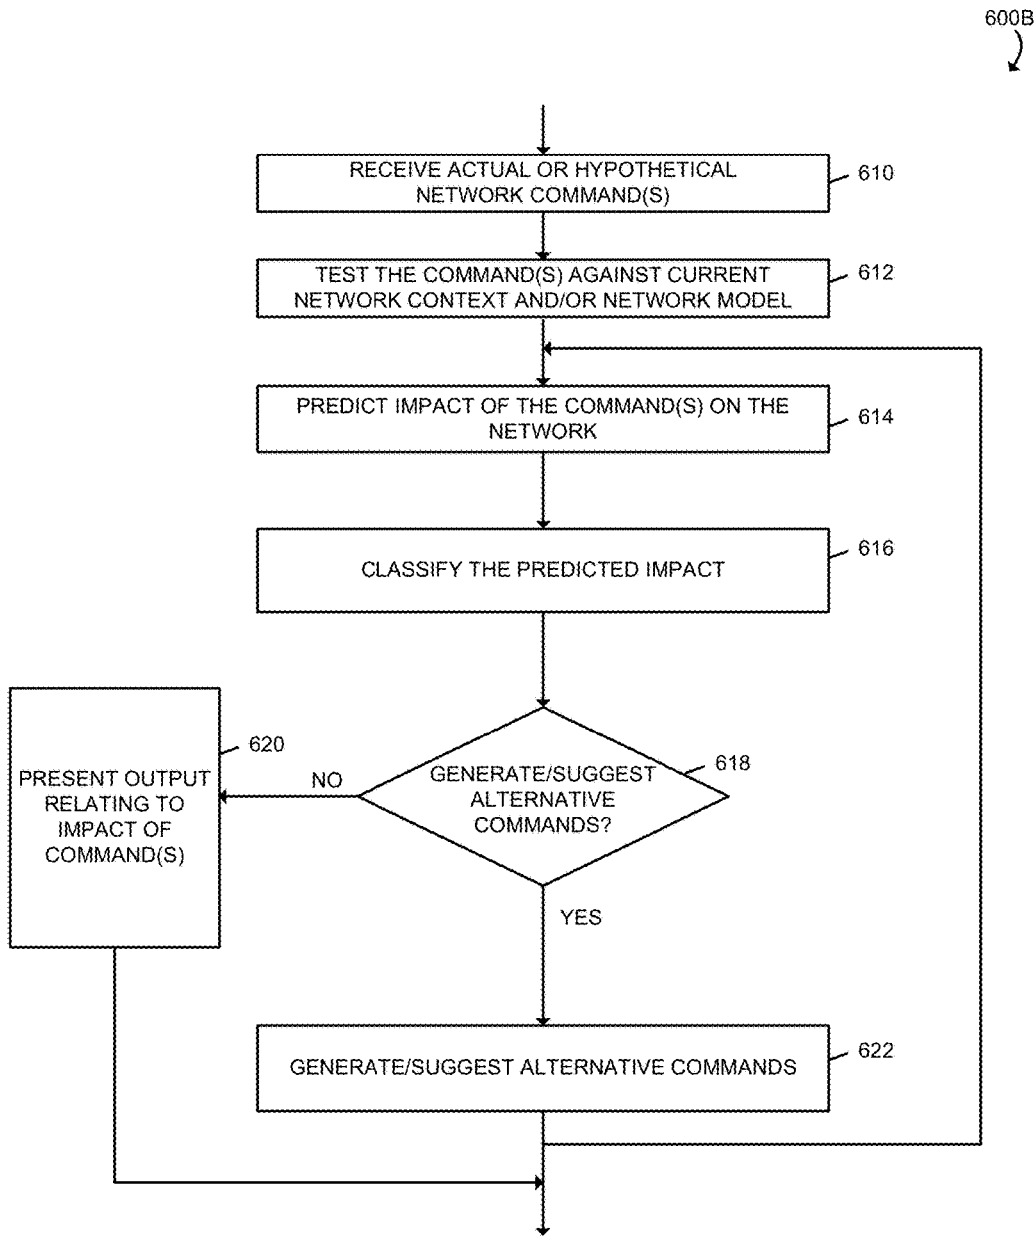 600B
RECEIVE ACTUAL OR HYPOTHETICAL
NETWORK COMMAND(S)
610
TEST THE COMMAND(S) AGAINST CURRENT
NETWORK CONTEXT AND/OR NETWORK MODEL
612
PREDICT IMPACT OF THE COMMAND(S) ON THE
NETWORK
614
CLASSIFY THE PREDICTED IMPACT
616
GENERATE/SUGGEST
ALTERNATIVE
COMMANDS?
618
NO
PRESENT OUTPUT
RELATING TO
IMPACT OF
COMMAND(S)
620
YES
GENERATE/SUGGEST ALTERNATIVE COMMANDS
622